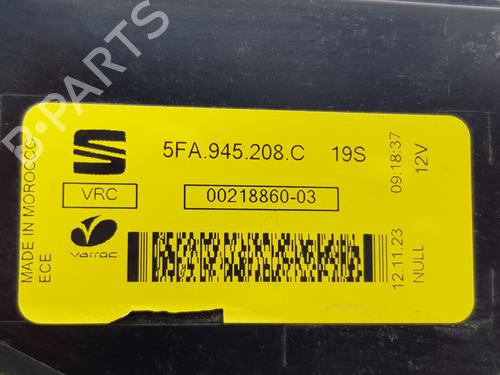 5FA.945.208.C 19S
VRC 00218860-03
varroc
MADE IN MOROCCO
ECE
09:18:37 12V
12.11.23 NULL
B-PARTS